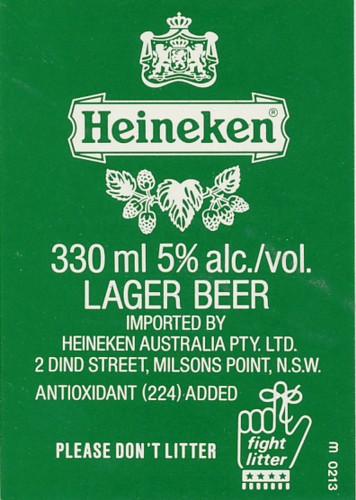 Heineken®
330 ml 5% alc./vol.
LAGER BEER
IMPORTED BY
HEINEKEN AUSTRALIA PTY. LTD.
2 DIND STREET, MILSONS POINT, N.S.W.
ANTIOXIDANT (224) ADDED
PLEASE DON'T LITTER
fight
litter
m 0213